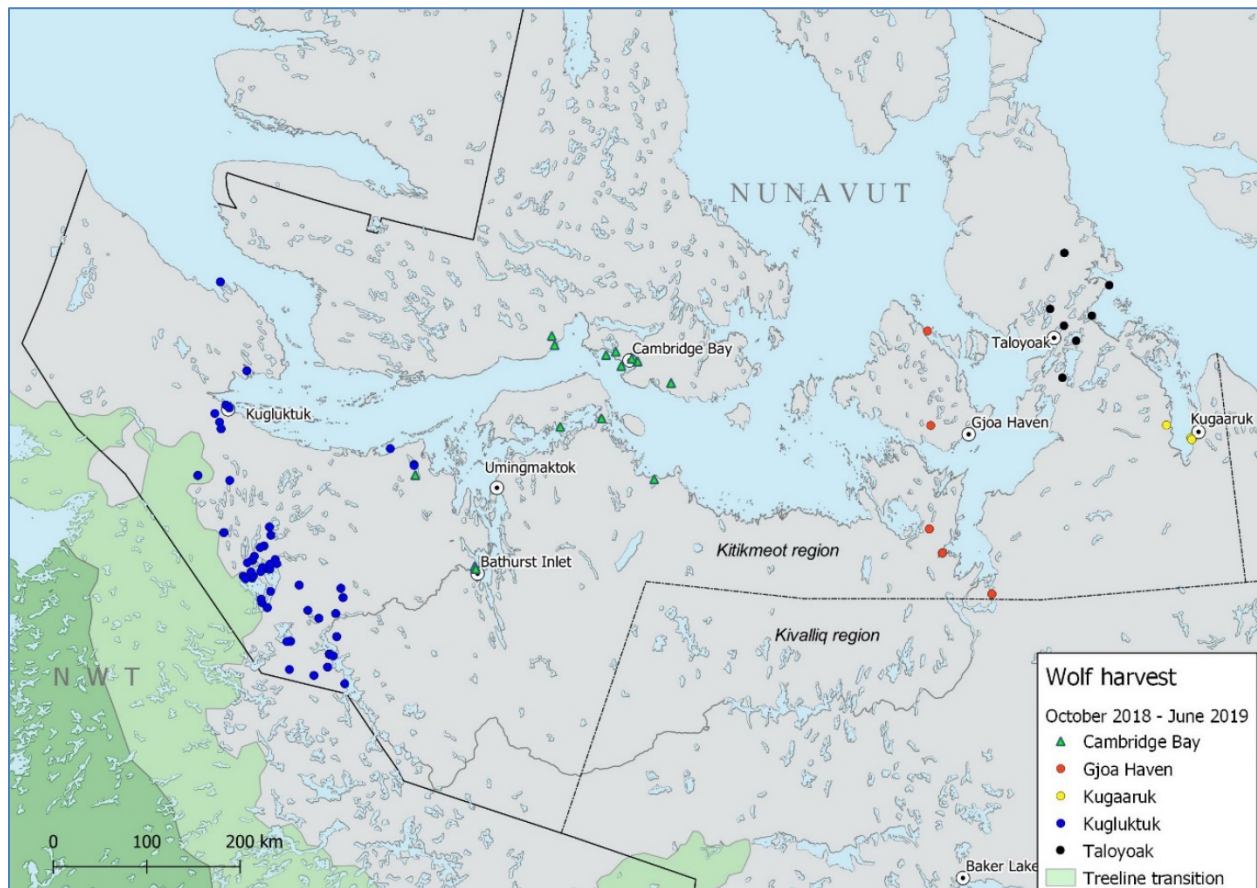 NUNAVUT
Cambridge Bay
Taloyoak
Kugluktuk
Gjoa Haven
Kugaaruk
Umingmaktok
Kitikmeot region
Bathurst Inlet
Kivalliq region
NWT
0 100 200 km
Baker Lake
Wolf harvest
October 2018 - June 2019
Cambridge Bay
Gjoa Haven
Kugaaruk
Kugluktuk
Taloyoak
Treeline transition